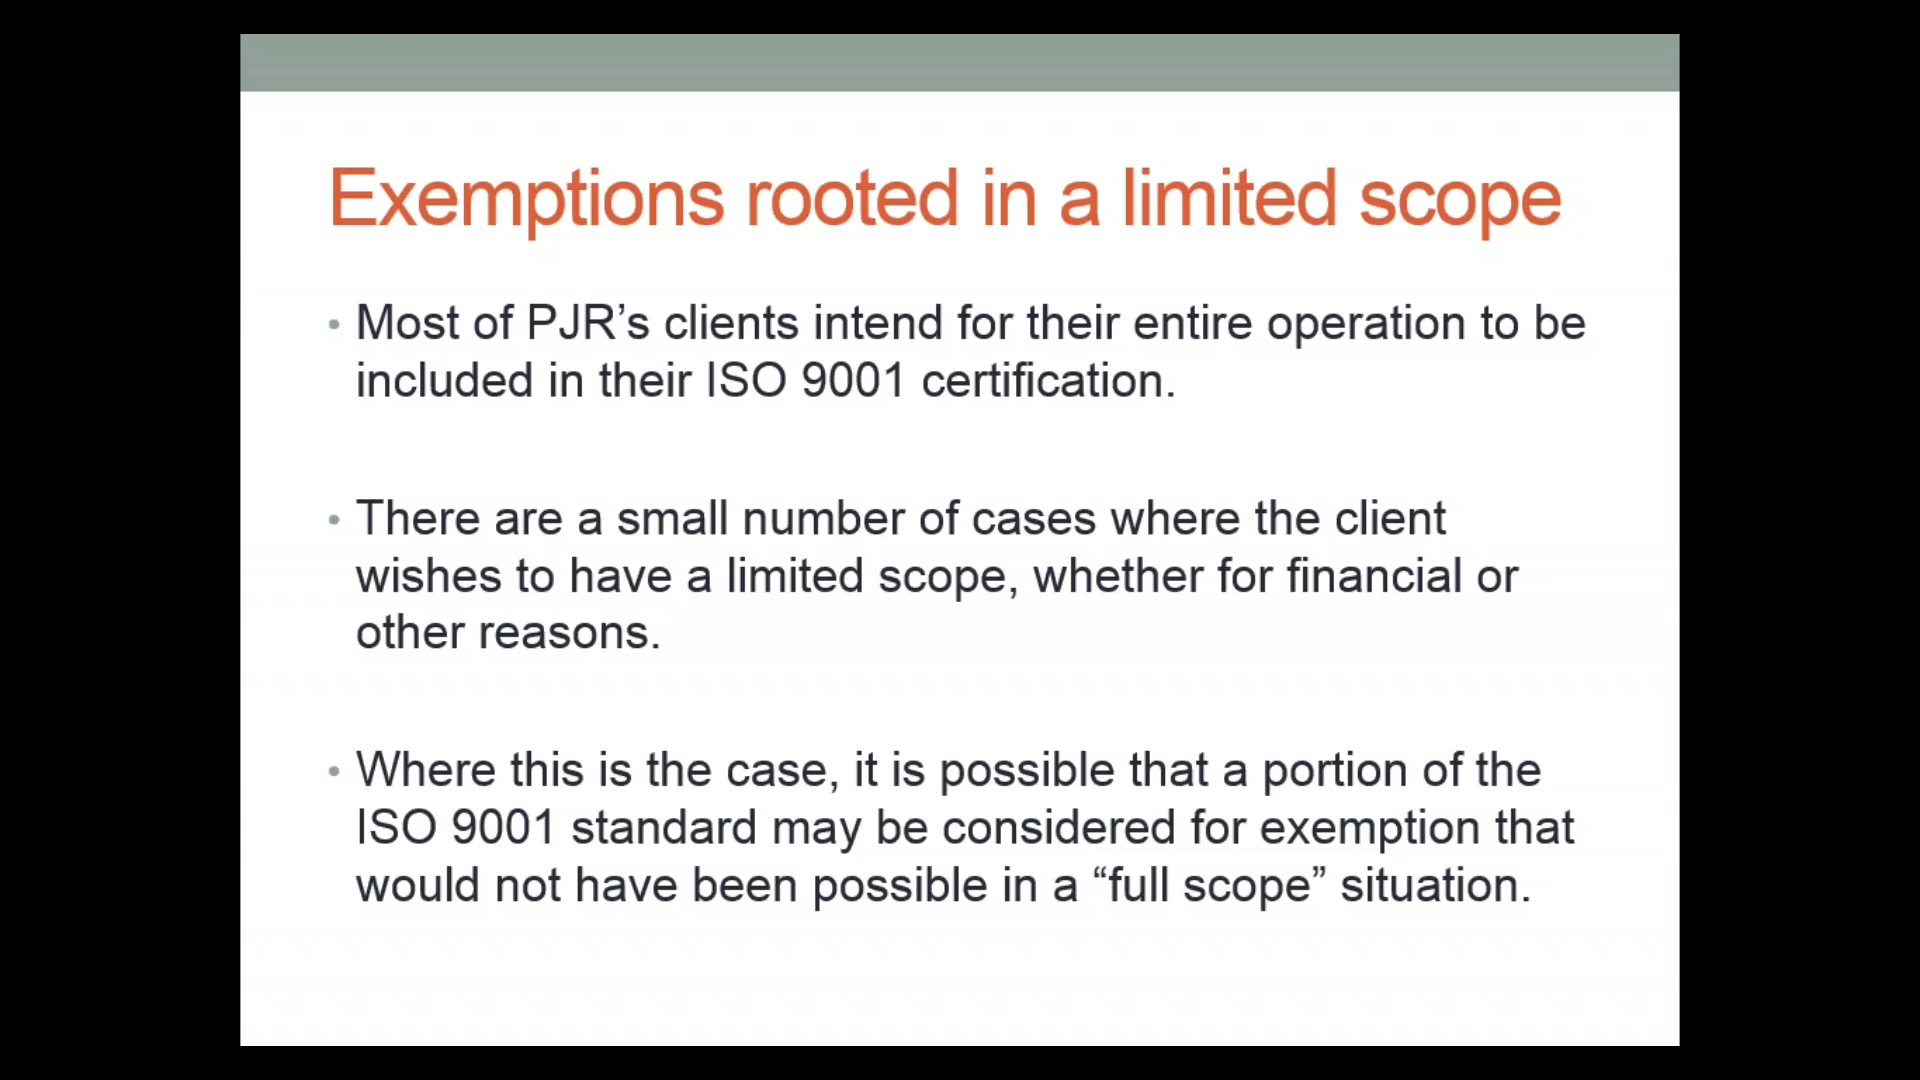 Exemptions rooted in a limited scope
• Most of PJR’s clients intend for their entire operation to be
included in their ISO 9001 certification.
• There are a small number of cases where the client
wishes to have a limited scope, whether for financial or
other reasons.
• Where this is the case, it is possible that a portion of the
ISO 9001 standard may be considered for exemption that
would not have been possible in a “full scope” situation.